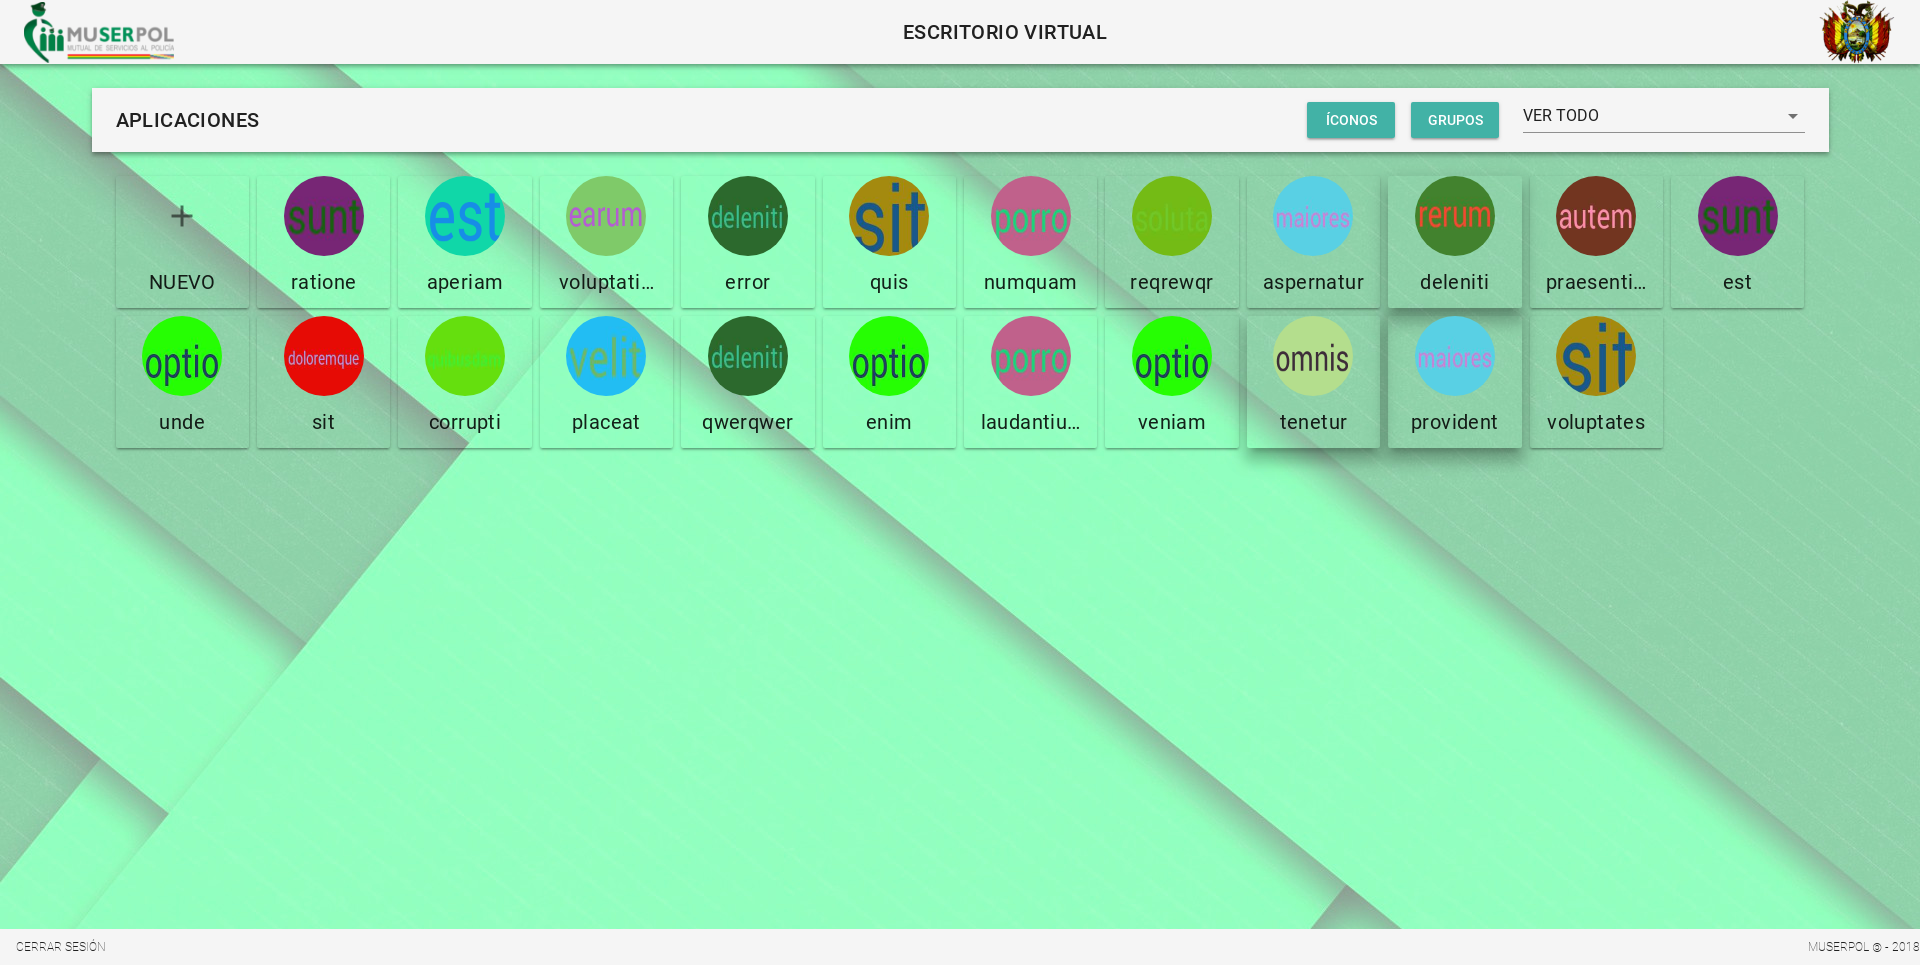 MUSERPOL
MUTUAL DE SERVICIOS AL POLICÍA
ESCRITORIO VIRTUAL
APLICACIONES
ÍCONOS
GRUPOS
VER TODO
sunt
est
earum
deleniti
sit
porro
soluta
maiores
rerum
autem
sunt
NUEVO
ratione
aperiam
voluptati...
error
quis
numquam
reqrewqr
aspernatur
deleniti
praesenti...
est
optio
doloremque
velit
deleniti
optio
porro
optio
omnis
maiores
sit
unde
sit
corrupti
placeat
qwerqwer
enim
laudantiu...
veniam
tenetur
provident
voluptates
CERRAR SESIÓN
MUSERPOL @ - 2018